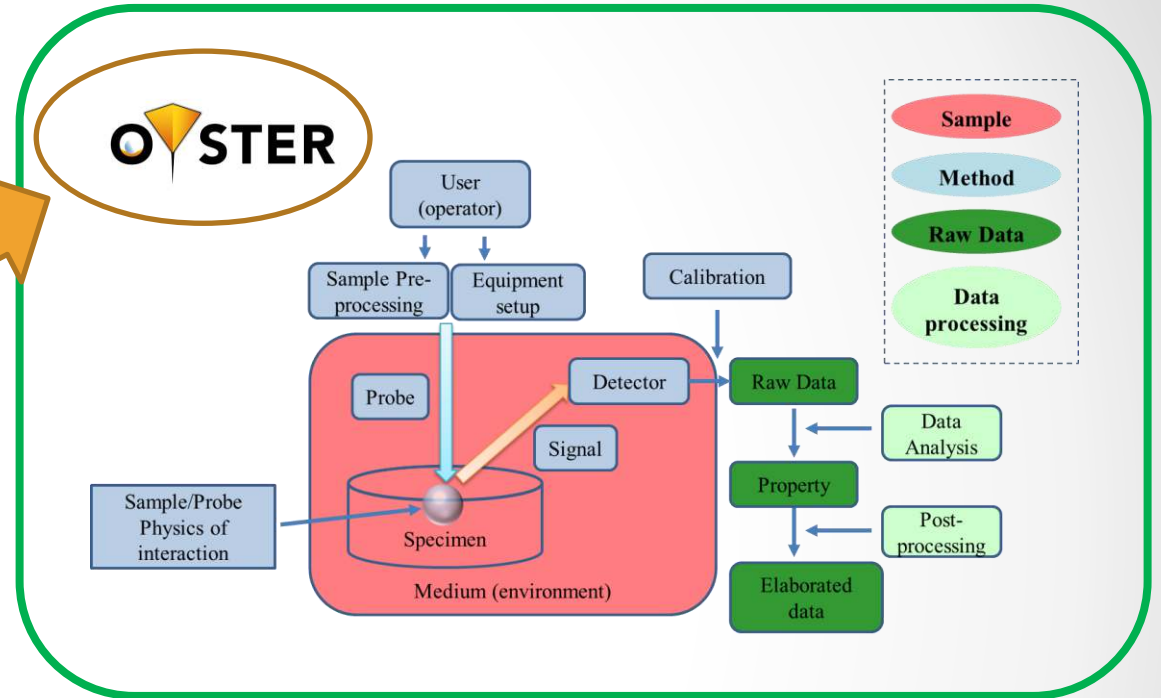 OYSTER
User
(operator)
Sample Pre-
processing
Equipment
setup
Calibration
Probe
Detector
Signal
Sample/Probe
Physics of
interaction
Specimen
Medium (environment)
Raw Data
Data
Analysis
Property
Post-
processing
Elaborated
data
Sample
Method
Raw Data
Data
processing